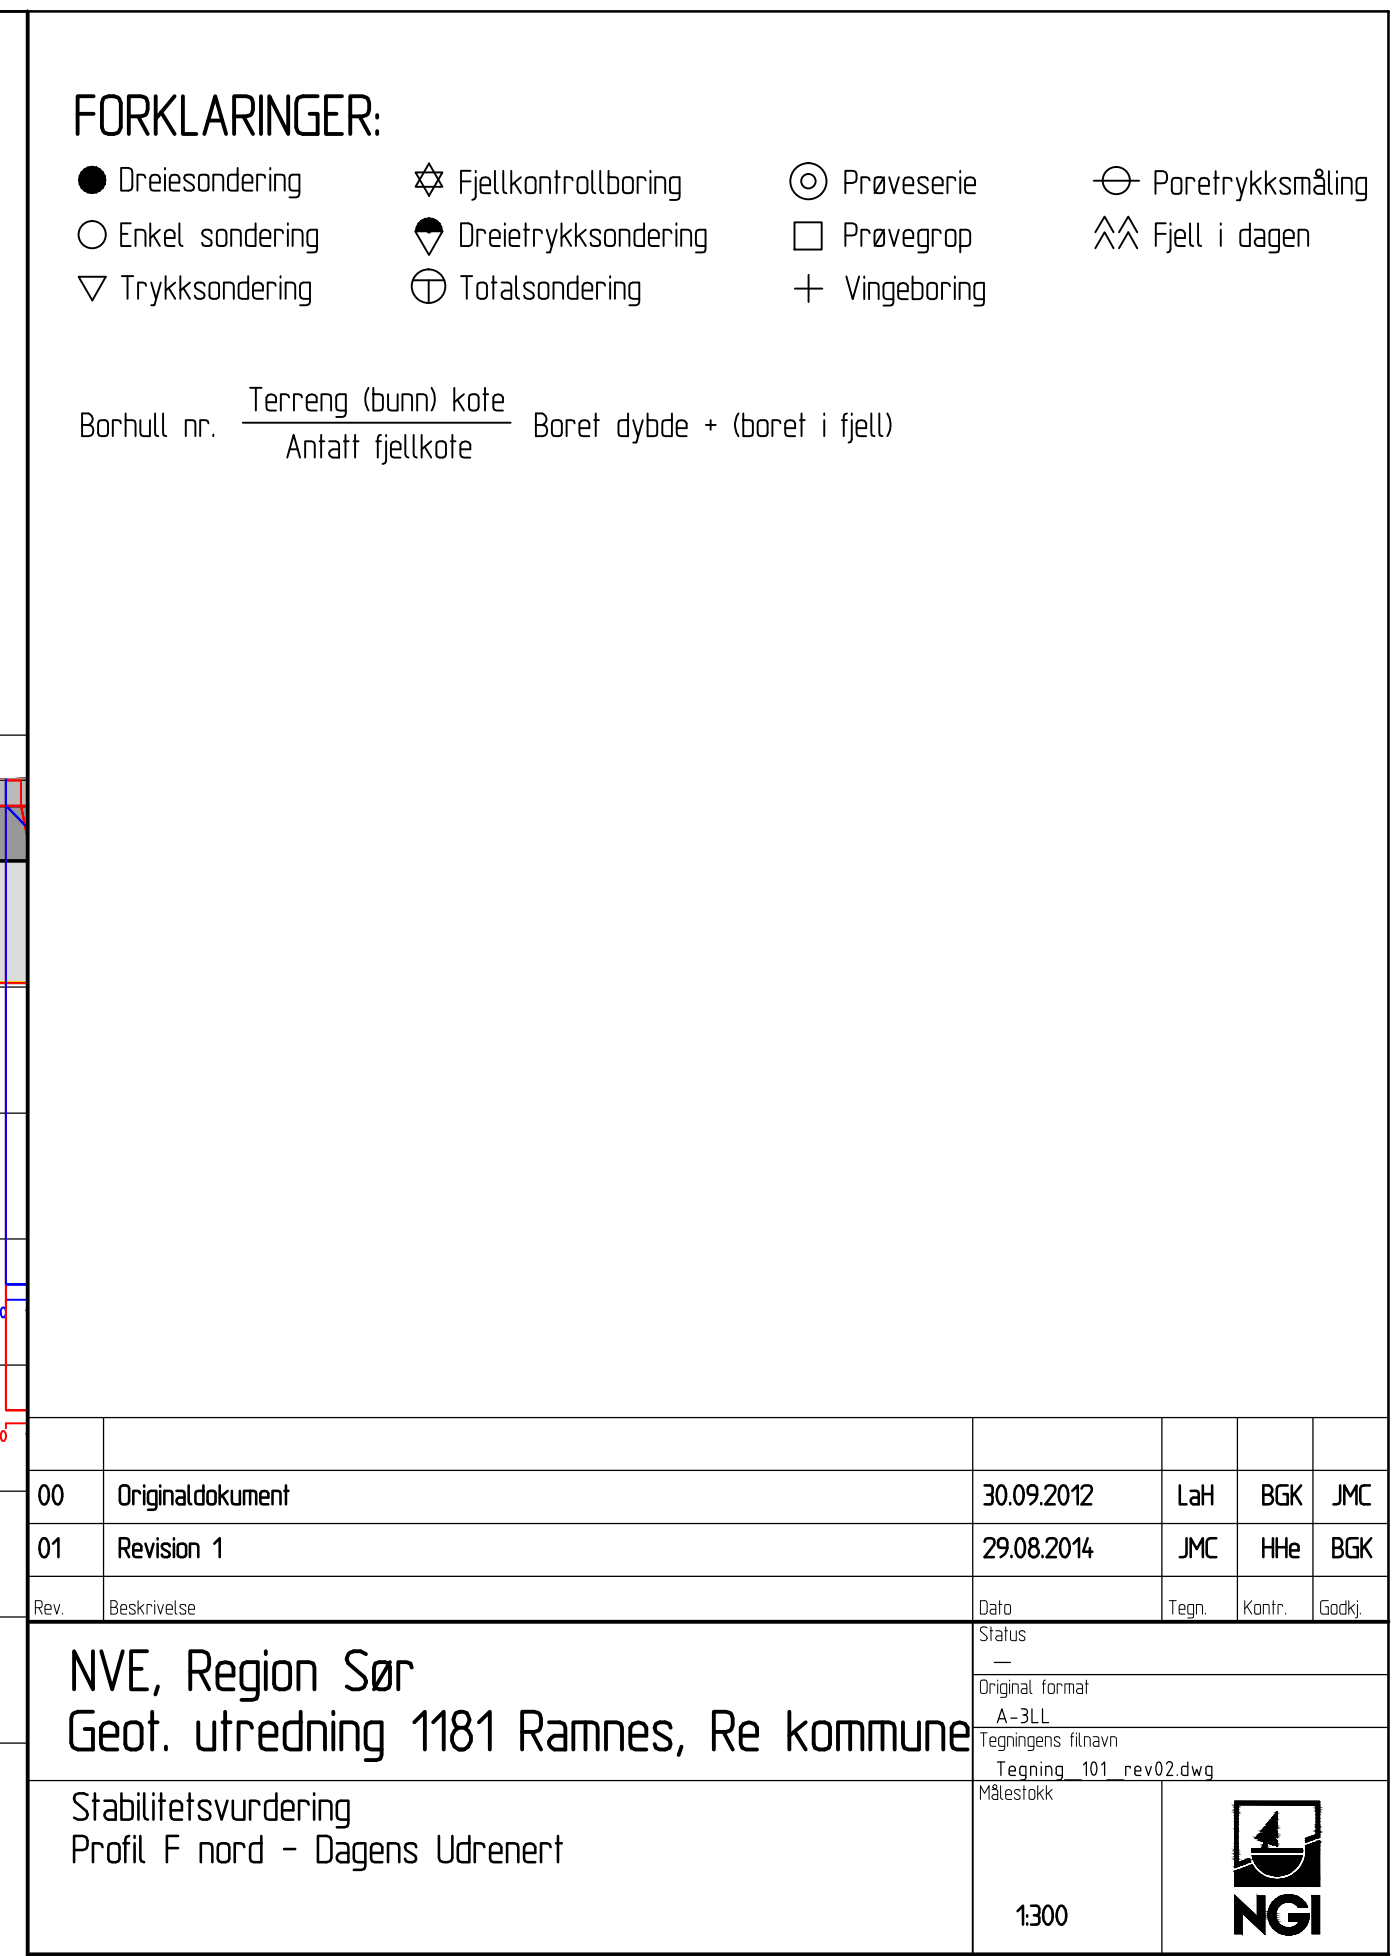 FORKLARINGER:
Dreiesondering Fjellkontrollboring Prøveserie Poretrykksmåling
Enkel sondering Dreietrykksondering Prøvegrop Fjell i dagen
Trykksondering Totalsondering Vingeboring
Terreng (bunn) kote
Borhull nr. Boret dybde + (boret i fjell)
Antatt fjellkote
00 Originaldokument 30.09.2012 LaH BGK JMC
01 Revision 1 29.08.2014 JMC HHe BGK
Rev. Beskrivelse Dato Tegn. Kontr. Godkj.
NVE, Region Sør
Geot. utredning 1181 Ramnes, Re kommune
Status
—
Original format
A-3LL
Tegningens filnavn
Tegning_101_rev02.dwg
Stabilitetsvurdering
Profil F nord - Dagens Udrenert
Målestokk
1:300
NGI